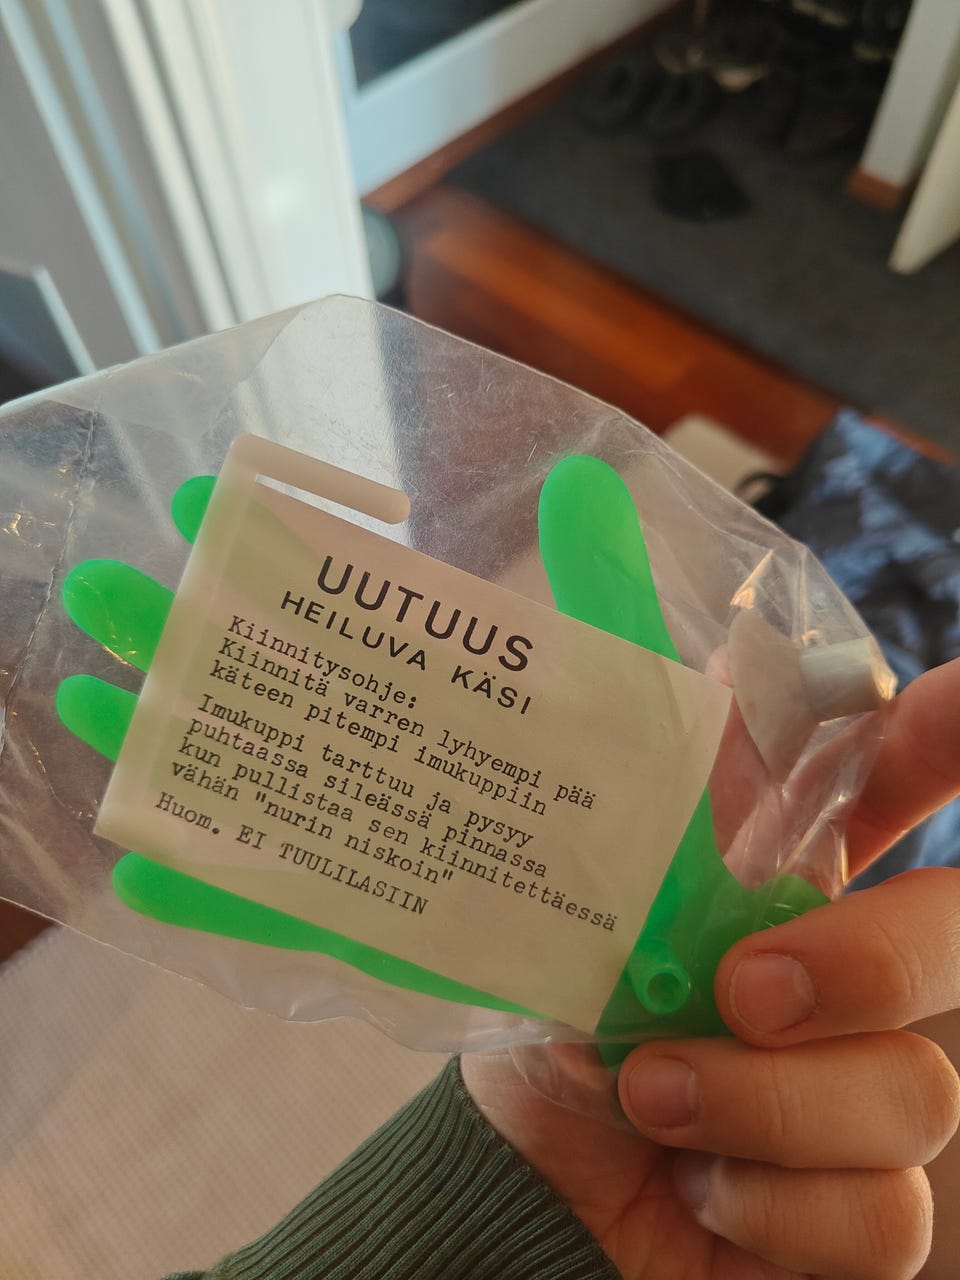 UUTUUS
HEILUVA KÄSI
Kiinnitysohje:
Kiinnitä varren lyhyempi pää
käteen pitempi imukuppiin
Imukuppi tarttuu ja pysyy
puhtaassa sileässä pinnassa
kun pullistaa sen kiinnitettäessä
vähän "nurin niskoin"
Huom. EI TUULILASIIN